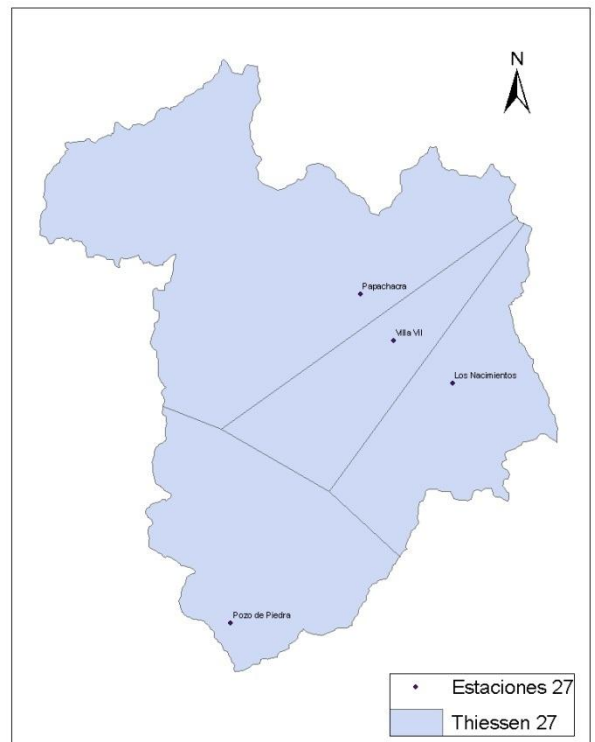 N
Papachacra
Villa Vil
Los Nacimientos
Pozo de Piedra
Estaciones 27
Thiessen 27